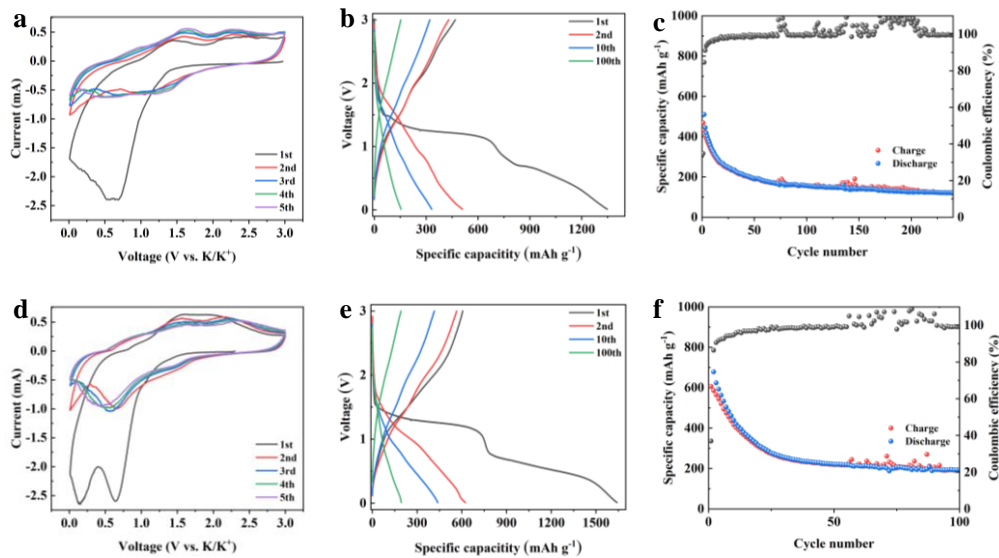 a
0.5
0.0
-0.5
-1.0
-1.5
-2.0
-2.5
Current (mA)
1st
2nd
3rd
4th
5th
0.0 0.5 1.0 1.5 2.0 2.5 3.0
Voltage (V vs. K/K⁺)
b
3
2
1
0
Voltage (V)
1st
2nd
10th
100th
0 300 600 900 1200
Specific capacitity (mAh g⁻¹)
c
1000
800
600
400
200
0
Specific capacity (mAh g⁻¹)
Charge
Discharge
100
80
60
40
20
0
Coulombic efficiency (%)
0 50 100 150 200
Cycle number
d
0.5
0.0
-0.5
-1.0
-1.5
-2.0
-2.5
Current (mA)
1st
2nd
3rd
4th
5th
0.0 0.5 1.0 1.5 2.0 2.5 3.0
Voltage (V vs. K/K⁺)
e
3
2
1
0
Voltage (V)
1st
2nd
10th
100th
0 300 600 900 1200 1500
Specific capacitity (mAh g⁻¹)
f
1000
800
600
400
200
0
Specific capacity (mAh g⁻¹)
Charge
Discharge
100
80
60
40
20
0
Coulombic efficiency (%)
0 50 100
Cycle number